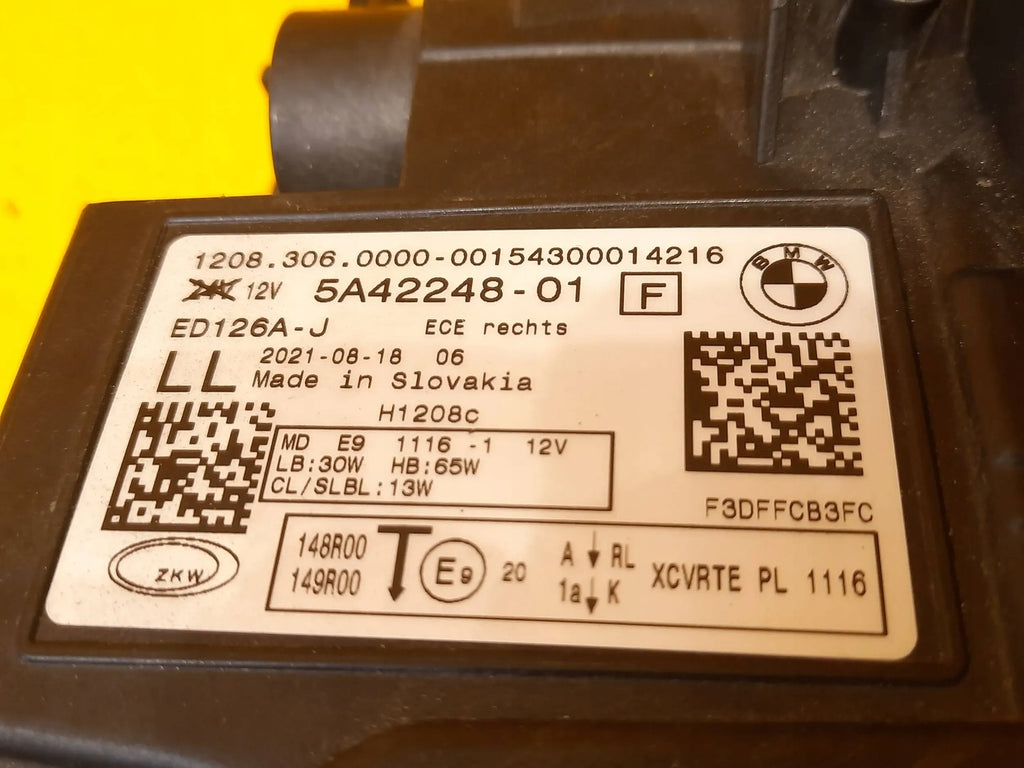 1208.306.0000-00154300014216
BMW
24V 12V 5A42248-01 F
ED126A-J ECE rechts
LL 2021-08-18 06
Made in Slovakia
H1208c
MD E9 1116 -1 12V
LB:30W HB:65W
CL/SLBL:13W
F3DFFCB3FC
ZKW
148R00
149R00
T E9 20
A ↓ RL
1a ↓ K
XCVRTE PL 1116